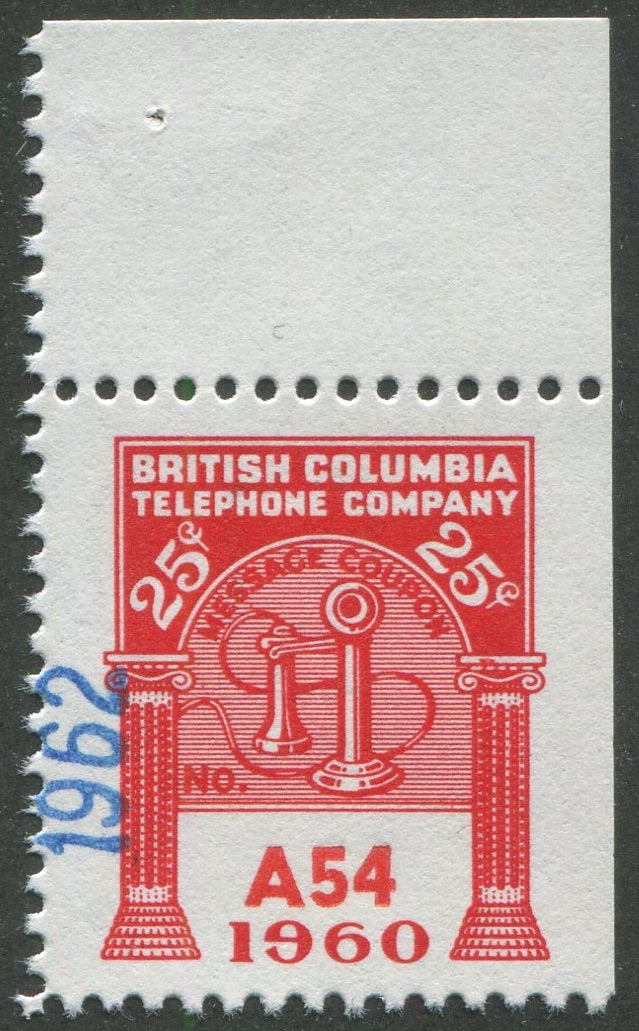 BRITISH COLUMBIA
TELEPHONE COMPANY
25¢ 25¢
MESSAGE COUPON
NO.
A54
1960
1962